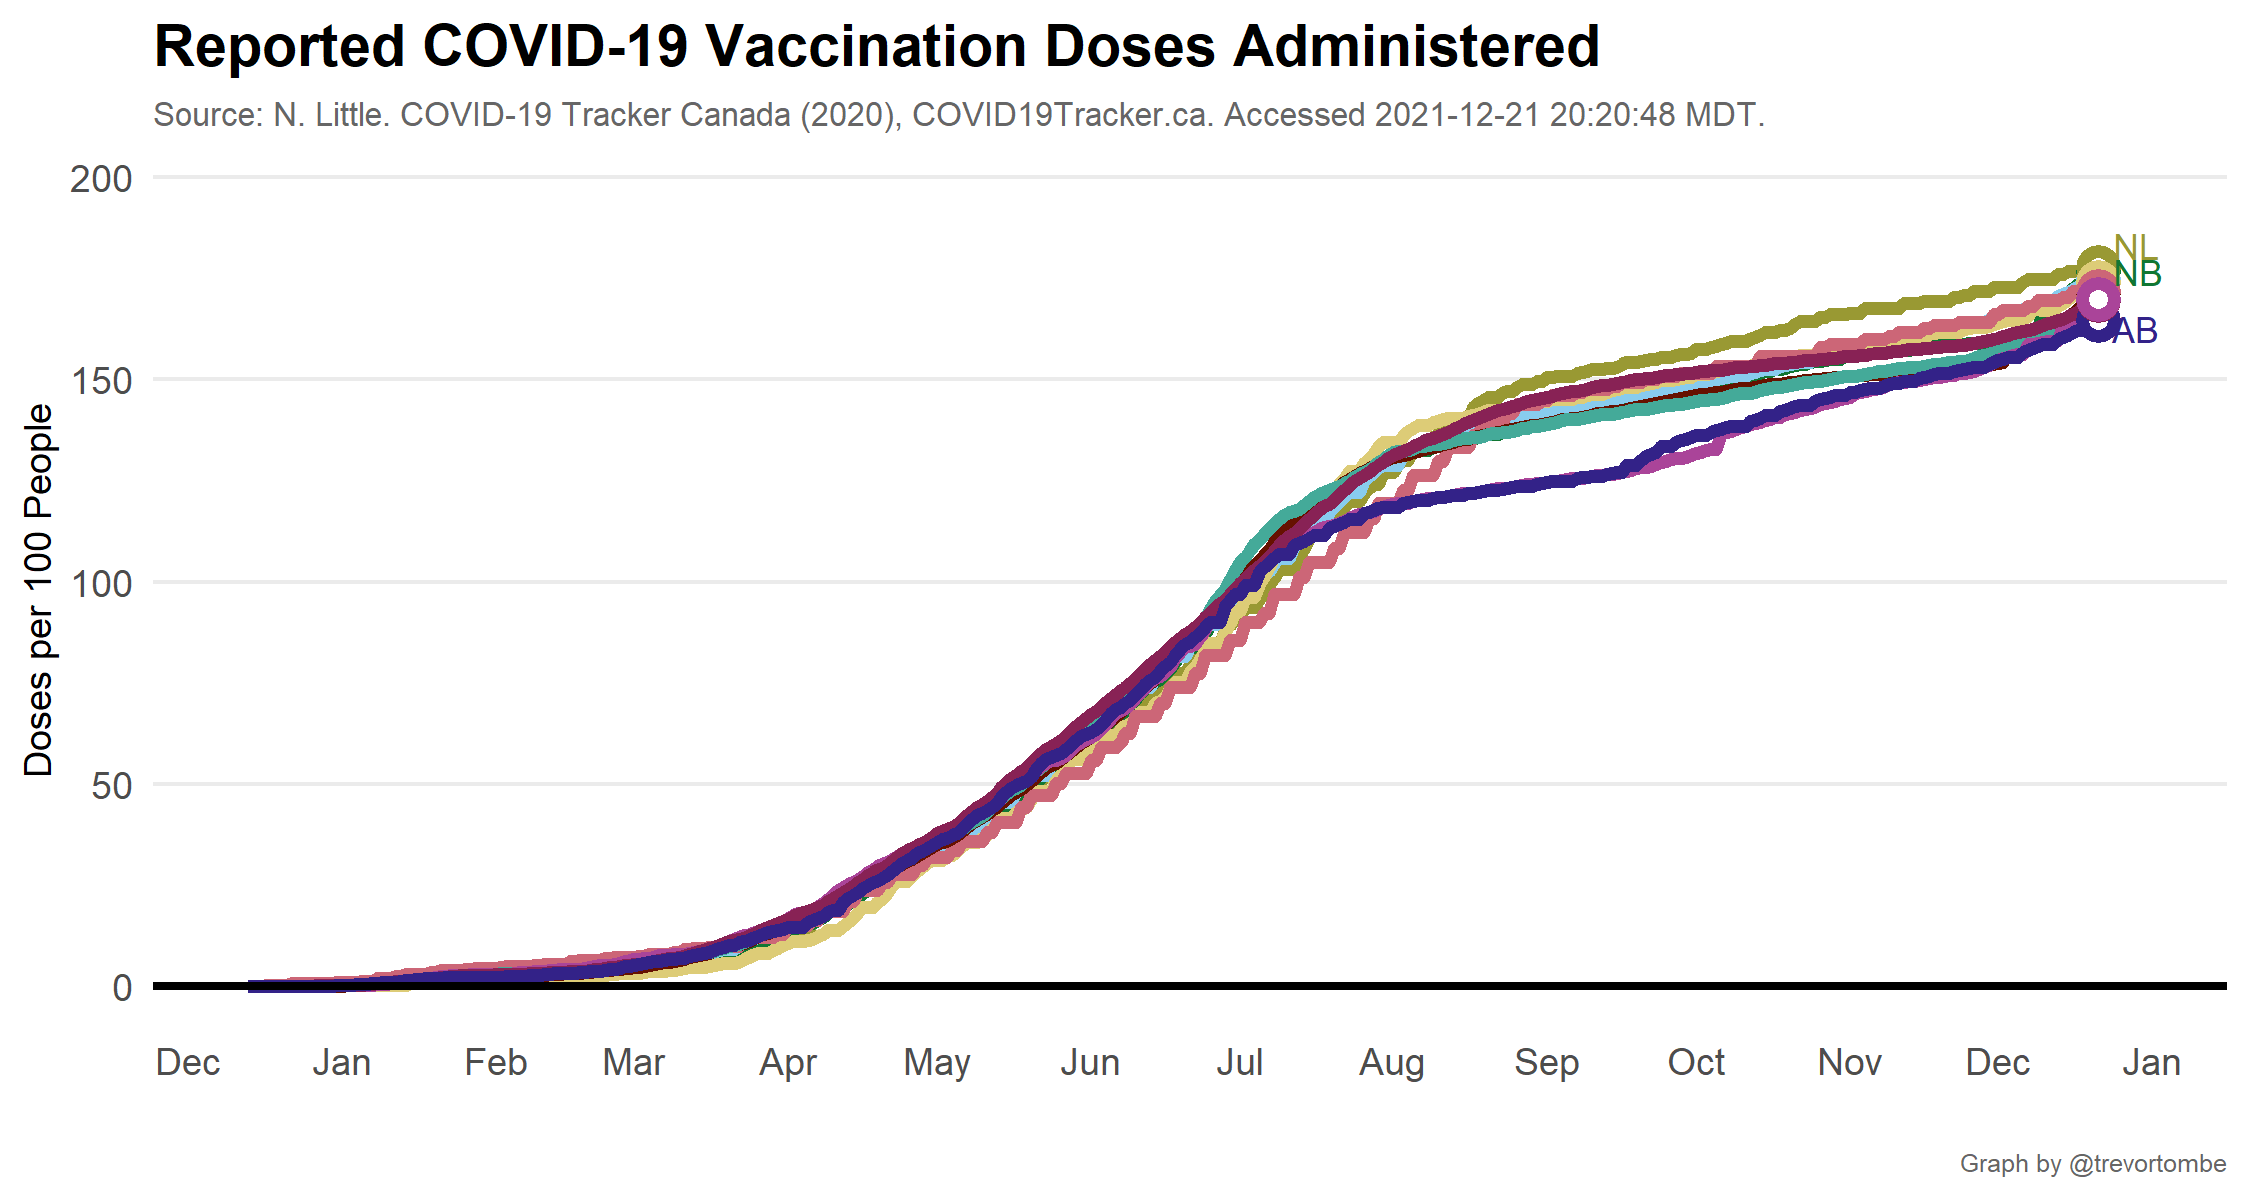 Reported COVID-19 Vaccination Doses Administered
Source: N. Little. COVID-19 Tracker Canada (2020), COVID19Tracker.ca. Accessed 2021-12-21 20:20:48 MDT.
Doses per 100 People
200
150
100
50
0
NL
NB
AB
Dec Jan Feb Mar Apr May Jun Jul Aug Sep Oct Nov Dec Jan
Graph by @trevortombe